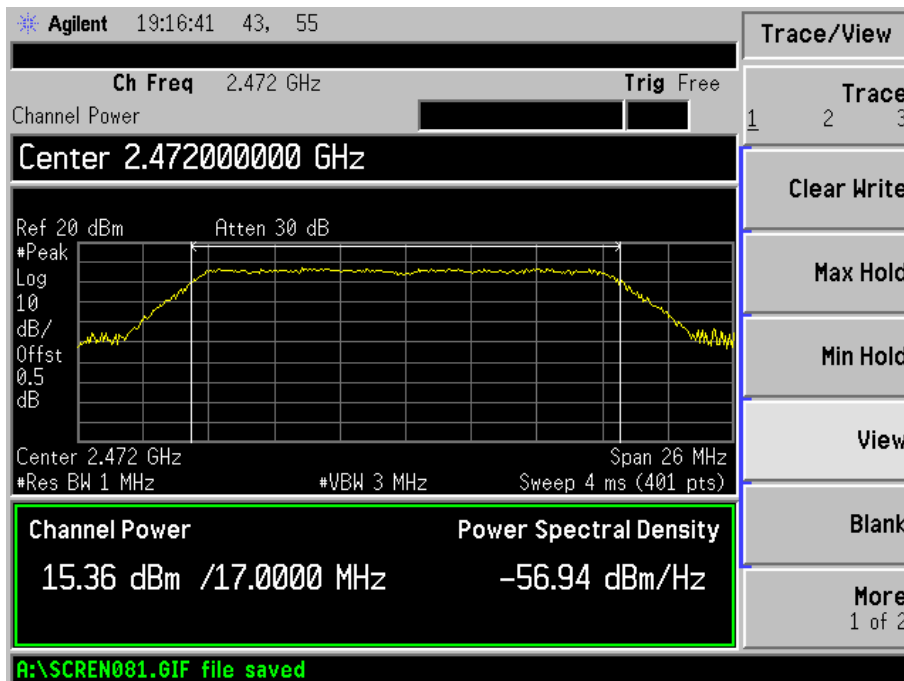 Agilent 19:16:41 43, 55
Trace/View
Ch Freq 2.472 GHz Trig Free
Channel Power
Trace
1 2 3
Center 2.472000000 GHz
Clear Write
Ref 20 dBm Atten 30 dB
#Peak
Log
10
dB/
Offst
0.5
dB
Max Hold
Min Hold
View
Center 2.472 GHz Span 26 MHz
#Res BW 1 MHz #VBW 3 MHz Sweep 4 ms (401 pts)
Channel Power Power Spectral Density
15.36 dBm /17.0000 MHz -56.94 dBm/Hz
Blank
More
1 of 2
A:\SCREN081.GIF file saved